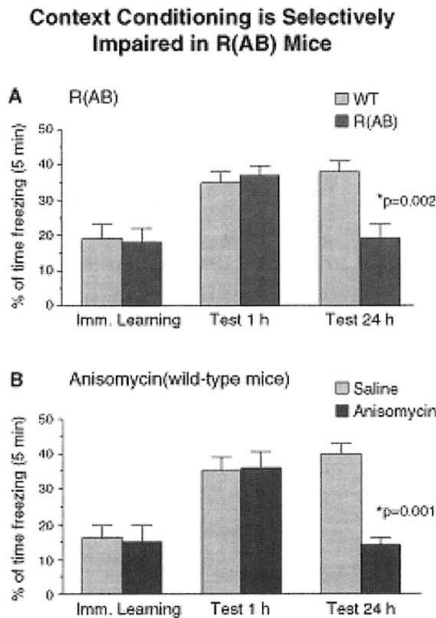 Context Conditioning is Selectively
Impaired in R(AB) Mice
A
R(AB)
WT
R(AB)
% of time freezing (5 min)
50
40
30
20
10
0
*p=0.002
Imm. Learning Test 1 h Test 24 h
B
Anisomycin(wild-type mice)
Saline
Anisomycin
% of time freezing (5 min)
50
40
30
20
10
0
*p=0.001
Imm. Learning Test 1 h Test 24 h